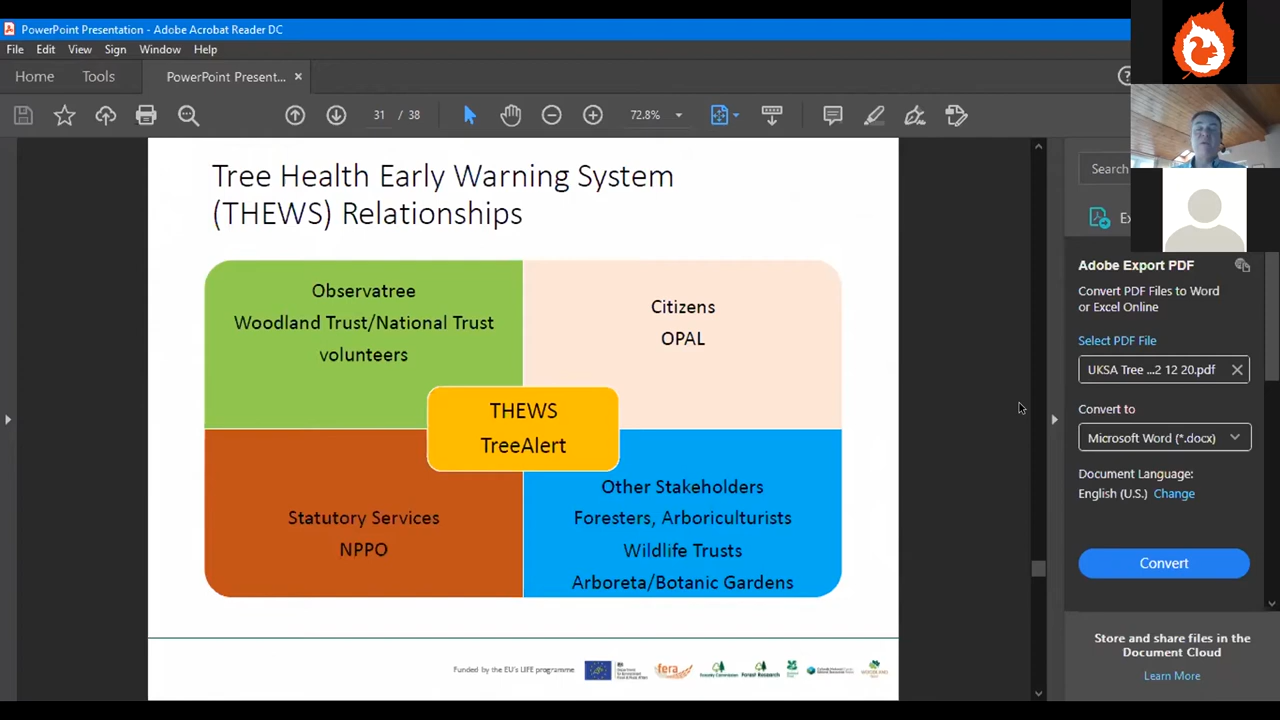 PowerPoint Presentation - Adobe Acrobat Reader DC
File Edit View Sign Window Help
Home Tools PowerPoint Present... ×
31 / 38 72.8%
Tree Health Early Warning System
(THEWS) Relationships
Observatree
Woodland Trust/National Trust
volunteers
Citizens
OPAL
THEWS
TreeAlert
Statutory Services
NPPO
Other Stakeholders
Foresters, Arboriculturists
Wildlife Trusts
Arboreta/Botanic Gardens
Funded by the EU's LIFE programme
fera
Forest Research
Search
Ex
Adobe Export PDF
Convert PDF Files to Word
or Excel Online
Select PDF File
UKSA Tree ...2 12 20.pdf
Convert to
Microsoft Word (*.docx)
Document Language:
English (U.S.) Change
Convert
Store and share files in the
Document Cloud
Learn More